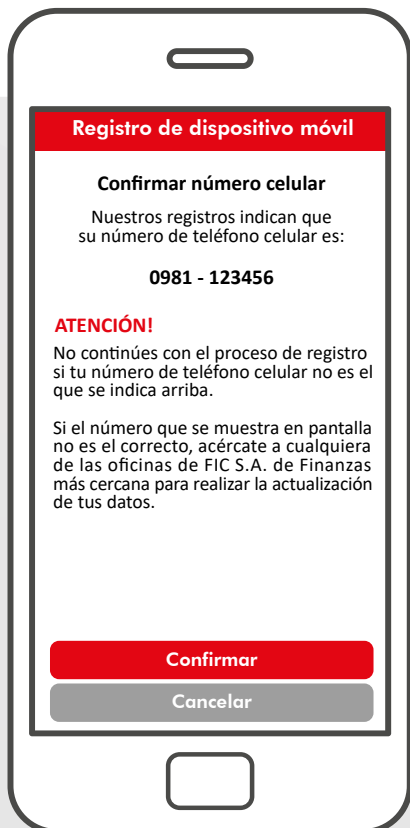 Registro de dispositivo móvil
Confirmar número celular
Nuestros registros indican que
su número de teléfono celular es:
0981 - 123456
ATENCIÓN!
No continúes con el proceso de registro
si tu número de teléfono celular no es el
que se indica arriba.
Si el número que se muestra en pantalla
no es el correcto, acércate a cualquiera
de las oficinas de FIC S.A. de Finanzas
más cercana para realizar la actualización
de tus datos.
Confirmar
Cancelar